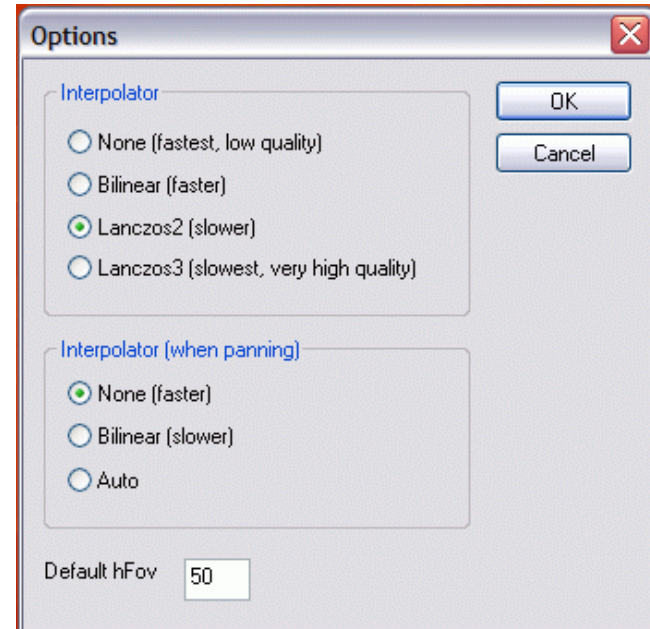 Options
Interpolator
None (fastest, low quality)
Bilinear (faster)
Lanczos2 (slower)
Lanczos3 (slowest, very high quality)
OK
Cancel
Interpolator (when panning)
None (faster)
Bilinear (slower)
Auto
Default hFov 50